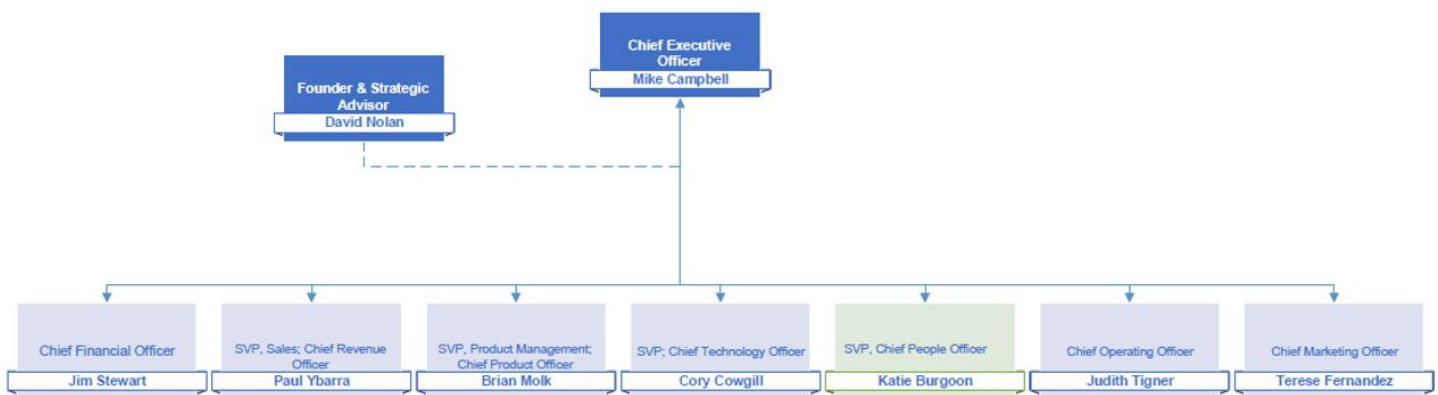 Chief Executive
Officer
Mike Campbell
Founder & Strategic
Advisor
David Nolan
Chief Financial Officer
Jim Stewart
SVP, Sales; Chief Revenue
Officer
Paul Ybarra
SVP, Product Management;
Chief Product Officer
Brian Molk
SVP; Chief Technology Officer
Cory Cowgill
SVP, Chief People Officer
Katie Burgoon
Chief Operating Officer
Judith Tigner
Chief Marketing Officer
Terese Fernandez